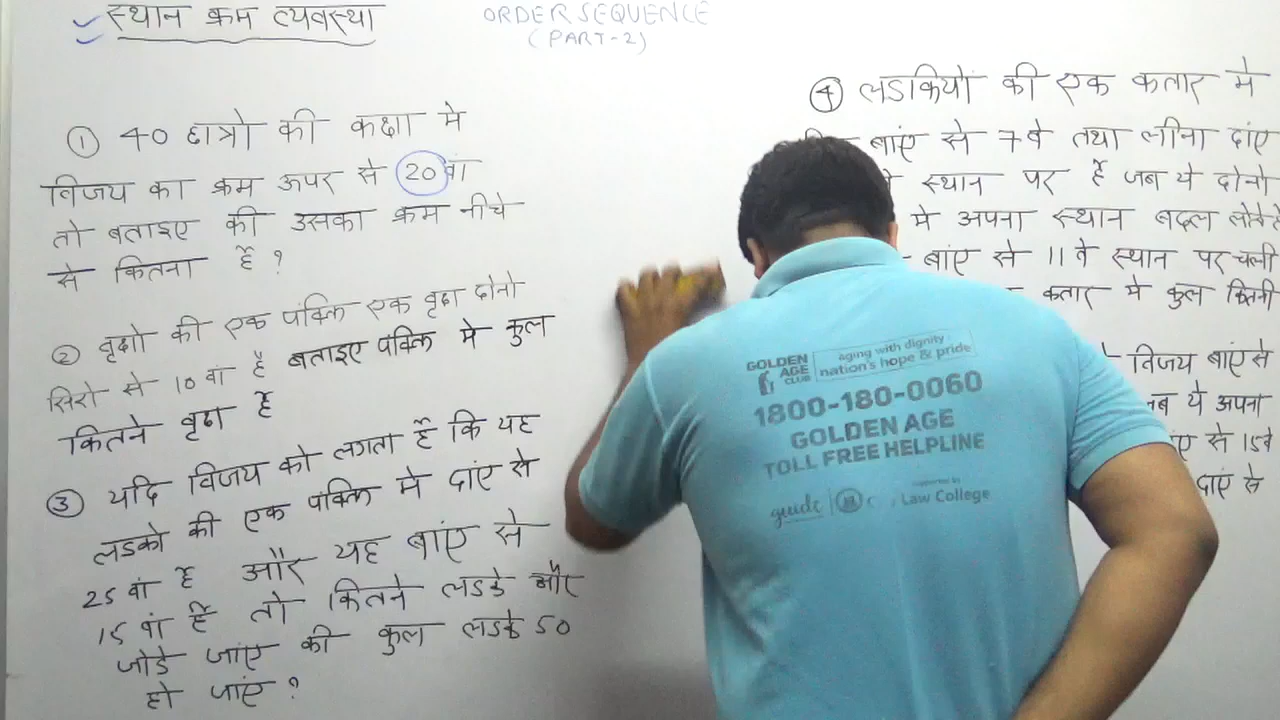 स्थान क्रम व्यवस्था
ORDER SEQUENCE
(PART-2)
① 40 छात्रो की कक्षा मे
विजय का क्रम ऊपर से 20 वां
तो बताइए की उसका क्रम नीचे
से कितना है ?
② वृक्षो की एक पंक्ति एक वृक्ष दोनो
सिरो से 10 वां है बताइए पंक्ति मे कुल
कितने वृक्ष है
③ यदि विजय को लगता है कि यह
लडको की एक पंक्ति मे दांए से
25 वां है और यह बांए से
15 वां है तो कितने लडके और
जोडे जांए की कुल लडके 50
हो जांए ?
④ लडकियो की एक कतार मे
बांए से 7 वे तथा लीना दांए
स्थान पर है जब ये दोनो
मे अपना स्थान बदल लेते है
बांए से 11 वे स्थान पर चली
कतार मे कुल कितनी
विजय बांए से
जब ये अपना
से 15 वे
दांए से
GOLDEN AGE CLUB
aging with dignity
nation's hope & pride
1800-180-0060
GOLDEN AGE
TOLL FREE HELPLINE
supported by
guide
Law College